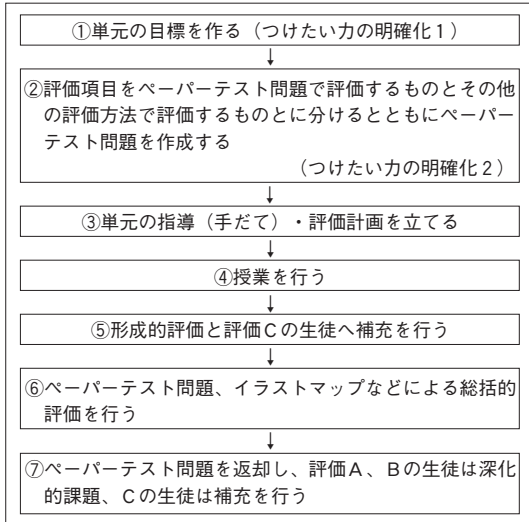 ①単元の目標を作る（つけたい力の明確化１）
↓
②評価項目をペーパーテスト問題で評価するものとその他
の評価方法で評価するものとに分けるとともにペーパー
テスト問題を作成する
（つけたい力の明確化２）
↓
③単元の指導（手だて）・評価計画を立てる
↓
④授業を行う
↓
⑤形成的評価と評価Ｃの生徒へ補充を行う
↓
⑥ペーパーテスト問題、イラストマップなどによる総括的
評価を行う
↓
⑦ペーパーテスト問題を返却し、評価Ａ、Ｂの生徒は深化
的課題、Ｃの生徒は補充を行う